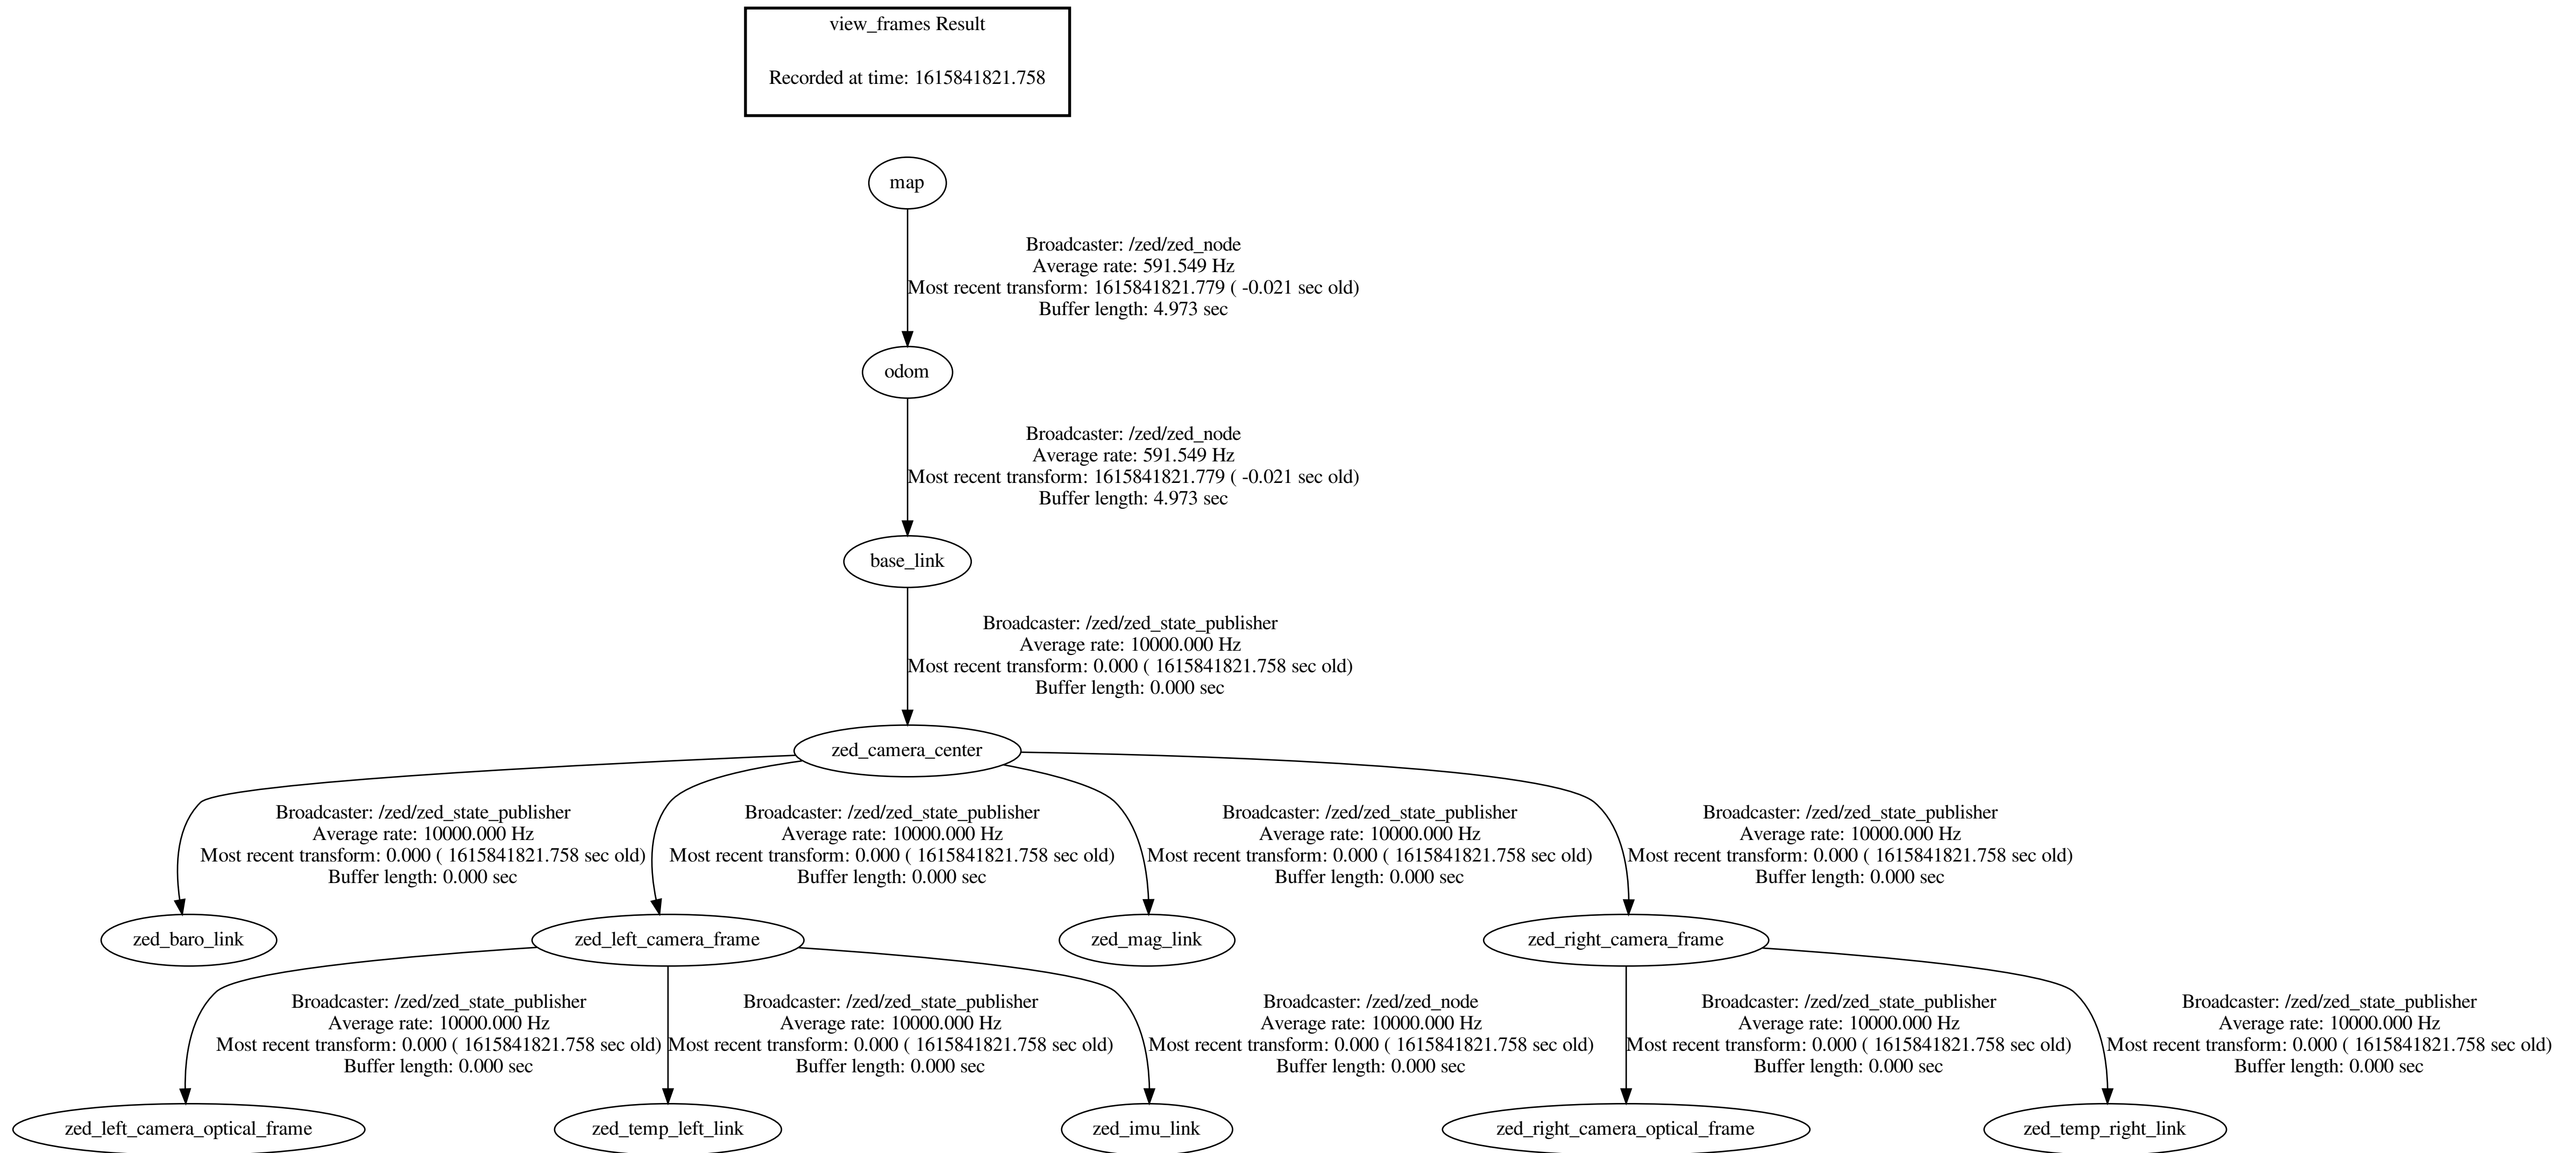 view_frames Result
Recorded at time: 1615841821.758
map
Broadcaster: /zed/zed_node
Average rate: 591.549 Hz
Most recent transform: 1615841821.779 ( -0.021 sec old)
Buffer length: 4.973 sec
odom
Broadcaster: /zed/zed_node
Average rate: 591.549 Hz
Most recent transform: 1615841821.779 ( -0.021 sec old)
Buffer length: 4.973 sec
base_link
Broadcaster: /zed/zed_state_publisher
Average rate: 10000.000 Hz
Most recent transform: 0.000 ( 1615841821.758 sec old)
Buffer length: 0.000 sec
zed_camera_center
Broadcaster: /zed/zed_state_publisher
Average rate: 10000.000 Hz
Most recent transform: 0.000 ( 1615841821.758 sec old)
Buffer length: 0.000 sec
Broadcaster: /zed/zed_state_publisher
Average rate: 10000.000 Hz
Most recent transform: 0.000 ( 1615841821.758 sec old)
Buffer length: 0.000 sec
Broadcaster: /zed/zed_state_publisher
Average rate: 10000.000 Hz
Most recent transform: 0.000 ( 1615841821.758 sec old)
Buffer length: 0.000 sec
Broadcaster: /zed/zed_state_publisher
Average rate: 10000.000 Hz
Most recent transform: 0.000 ( 1615841821.758 sec old)
Buffer length: 0.000 sec
zed_baro_link
zed_left_camera_frame
zed_mag_link
zed_right_camera_frame
Broadcaster: /zed/zed_state_publisher
Average rate: 10000.000 Hz
Most recent transform: 0.000 ( 1615841821.758 sec old)
Buffer length: 0.000 sec
Broadcaster: /zed/zed_state_publisher
Average rate: 10000.000 Hz
Most recent transform: 0.000 ( 1615841821.758 sec old)
Buffer length: 0.000 sec
Broadcaster: /zed/zed_node
Average rate: 10000.000 Hz
Most recent transform: 0.000 ( 1615841821.758 sec old)
Buffer length: 0.000 sec
Broadcaster: /zed/zed_state_publisher
Average rate: 10000.000 Hz
Most recent transform: 0.000 ( 1615841821.758 sec old)
Buffer length: 0.000 sec
Broadcaster: /zed/zed_state_publisher
Average rate: 10000.000 Hz
Most recent transform: 0.000 ( 1615841821.758 sec old)
Buffer length: 0.000 sec
zed_left_camera_optical_frame
zed_temp_left_link
zed_imu_link
zed_right_camera_optical_frame
zed_temp_right_link